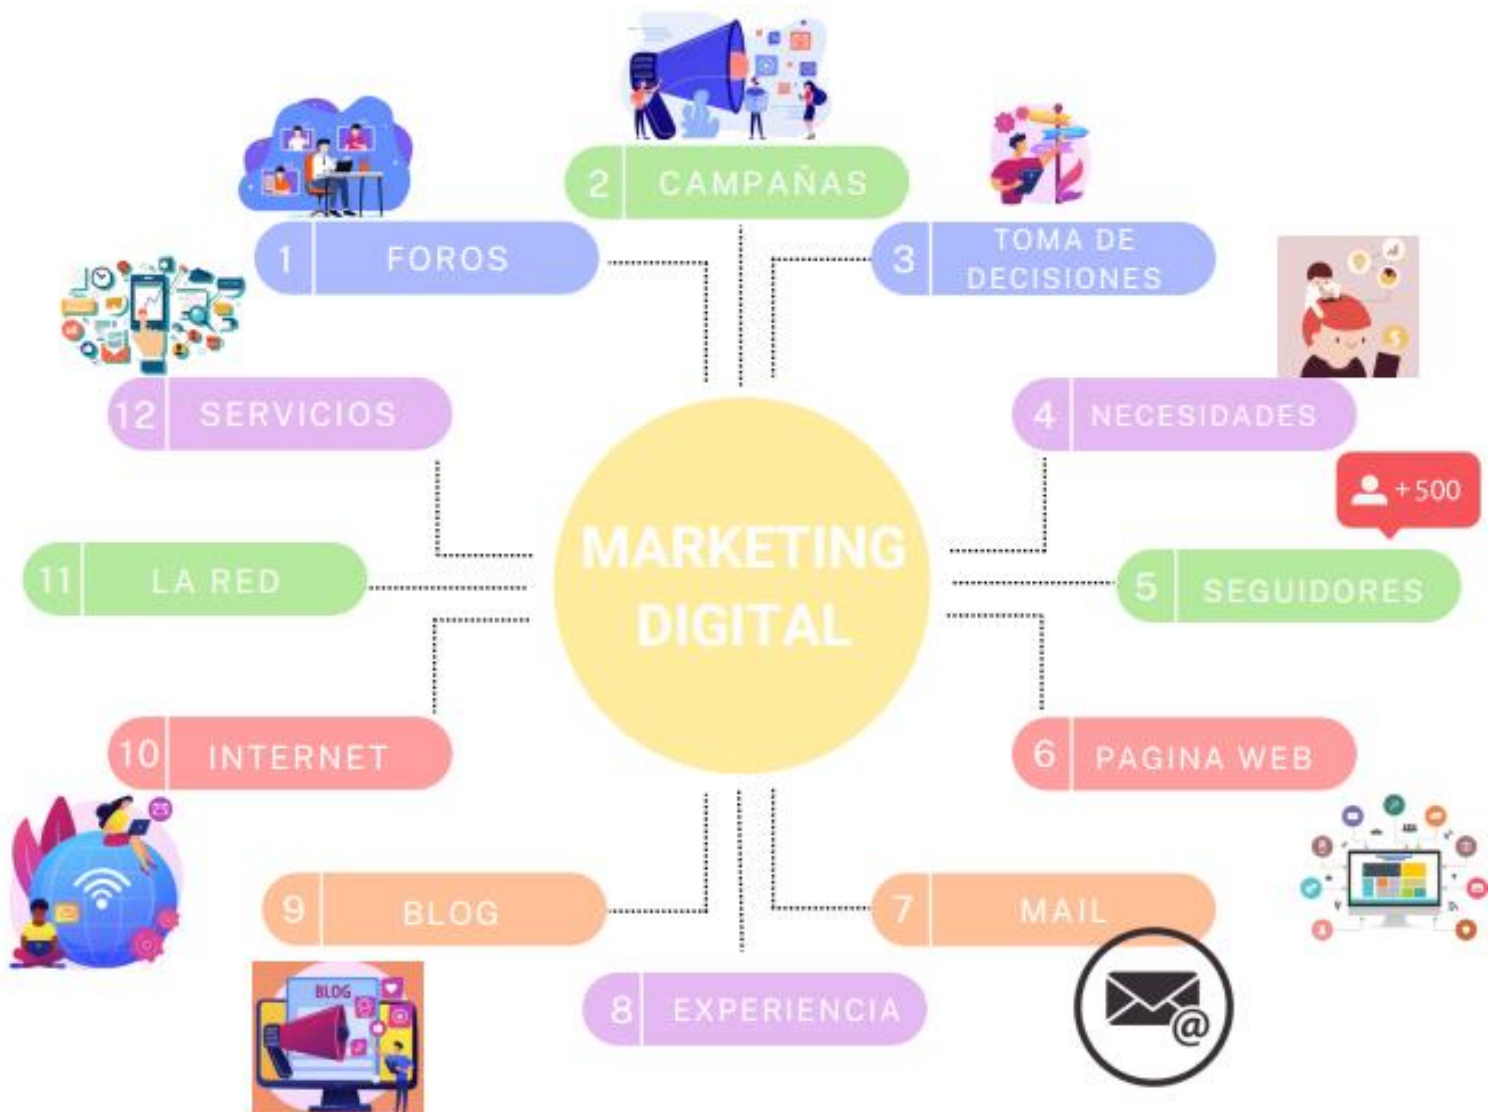 2 CAMPAÑAS
1 FOROS
3 TOMA DE
DECISIONES
12 SERVICIOS
4 NECESIDADES
+500
MARKETING
DIGITAL
11 LA RED
5 SEGUIDORES
10 INTERNET
6 PAGINA WEB
9 BLOG
7 MAIL
@
BLOG
8 EXPERIENCIA